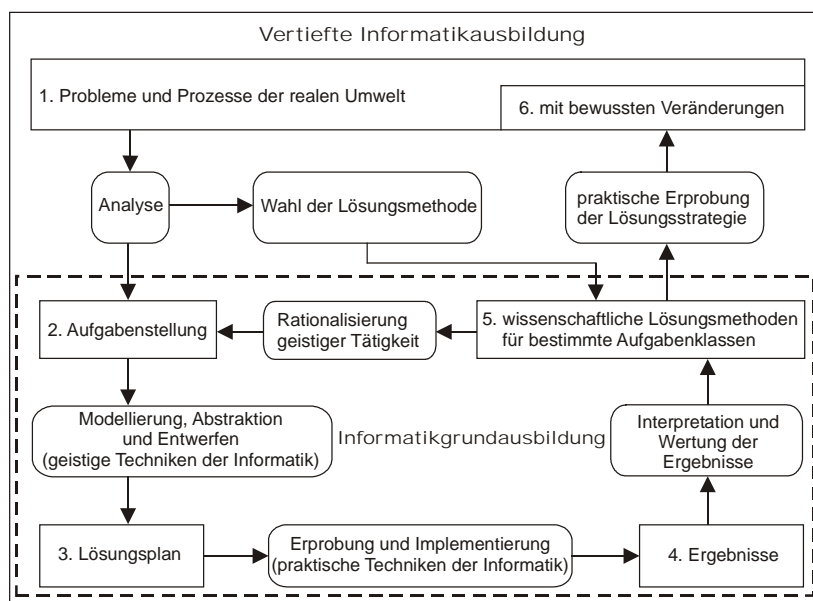 Vertiefte Informatikausbildung
1. Probleme und Prozesse der realen Umwelt
6. mit bewussten Veränderungen
Analyse
Wahl der Lösungsmethode
praktische Erprobung
der Lösungsstrategie
2. Aufgabenstellung
Rationalisierung
geistiger Tätigkeit
5. wissenschaftliche Lösungsmethoden
für bestimmte Aufgabenklassen
Modellierung, Abstraktion
und Entwerfen
(geistige Techniken der Informatik)
Informatikgrundausbildung
Interpretation und
Wertung der
Ergebnisse
3. Lösungsplan
Erprobung und Implementierung
(praktische Techniken der Informatik)
4. Ergebnisse